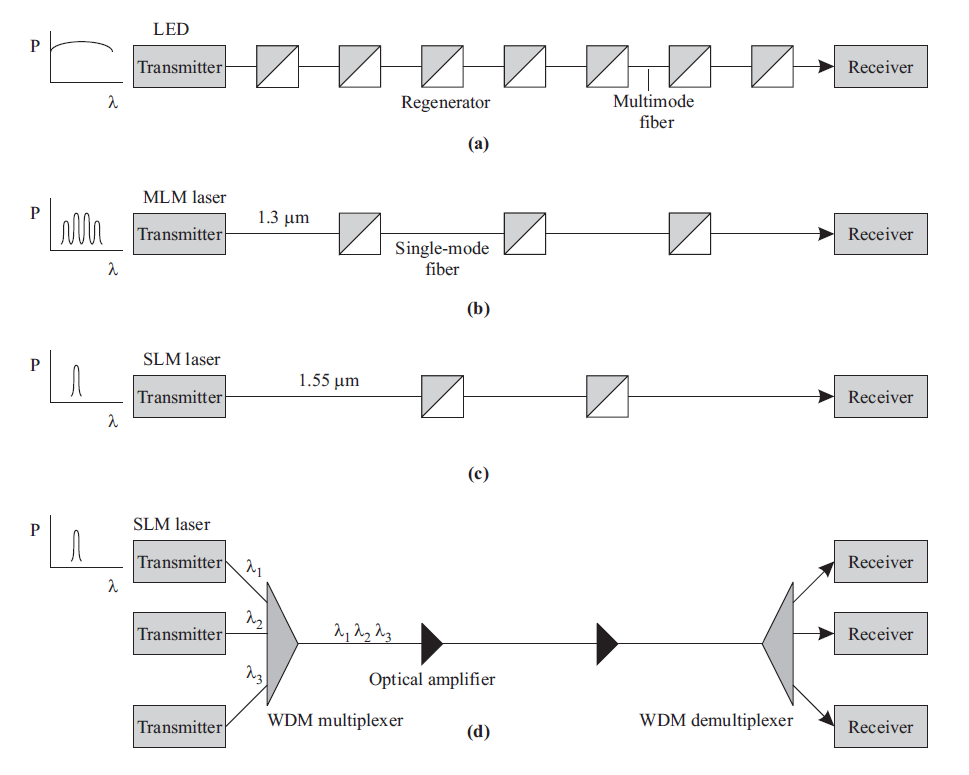 LED
P
Transmitter
Receiver
λ
Regenerator
Multimode
fiber
(a)
MLM laser
P
Transmitter
1.3 µm
Receiver
λ
Single-mode
fiber
(b)
SLM laser
P
Transmitter
1.55 µm
Receiver
λ
(c)
SLM laser
P
Transmitter
λ1
Receiver
λ
Transmitter
λ2
λ1 λ2 λ3
Receiver
λ3
Optical amplifier
Transmitter
WDM multiplexer
WDM demultiplexer
Receiver
(d)